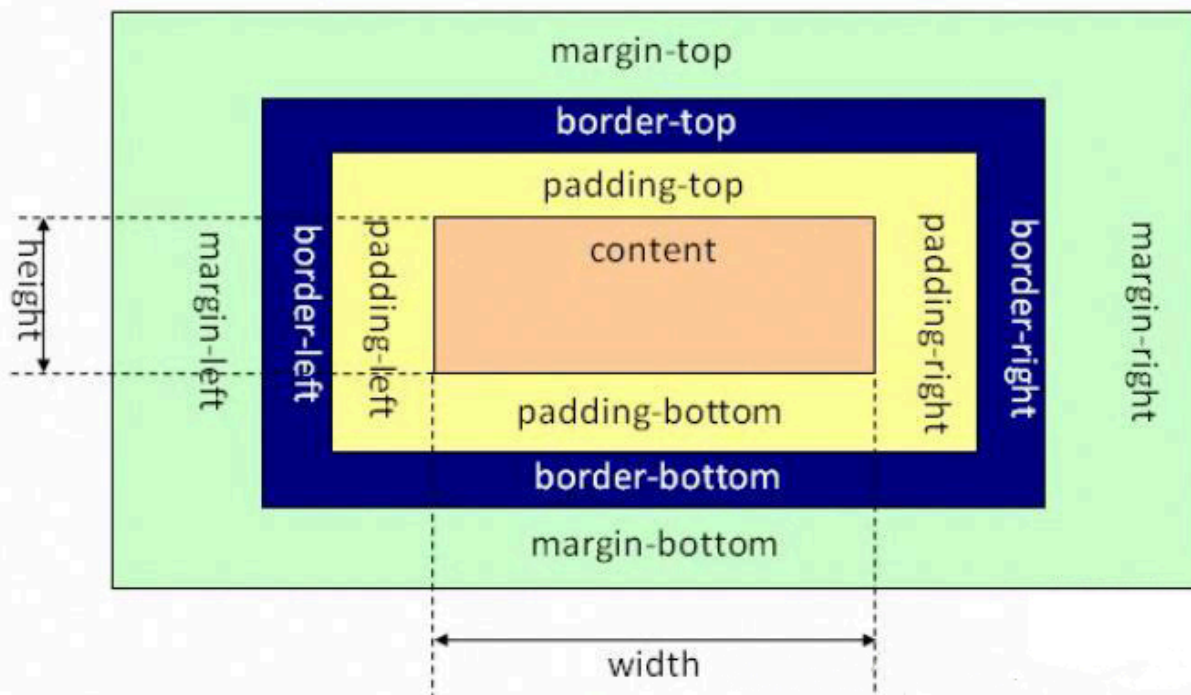 margin-top
border-top
padding-top
content
height
margin-left
border-left
padding-left
padding-right
border-right
margin-right
padding-bottom
border-bottom
margin-bottom
width